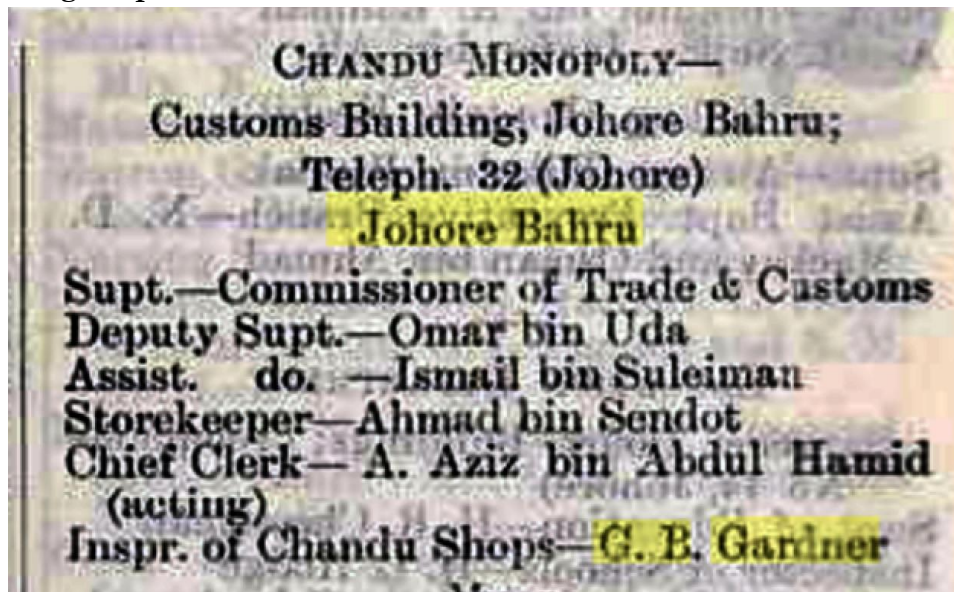 CHANDU MONOPOLY—
Customs Building, Johore Bahru;
Teleph. 32 (Johore)
Johore Bahru
Supt.—Commissioner of Trade & Customs
Deputy Supt.—Omar bin Uda
Assist. do. —Ismail bin Suleiman
Storekeeper—Ahmad bin Sendot
Chief Clerk— A. Aziz bin Abdul Hamid
(acting)
Inspr. of Chandu Shops—G. B. Gardner